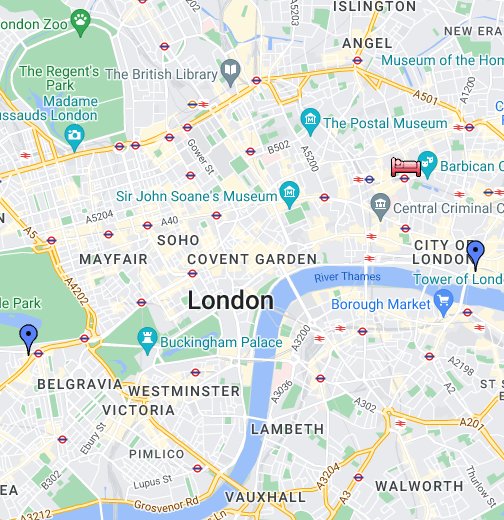 ISLINGTON
London Zoo
A5203
NEW ERA
ANGEL
The Regent's
Park
The British Library
Museum of the Hom
A1200
A501
Madame
ussauds London
The Postal Museum
B502
A5200
Gower St
Barbican C
Sir John Soane's Museum
Central Criminal C
A5204
A40
A5
SOHO
CITY OF
LONDON
MAYFAIR
COVENT GARDEN
River Thames
Tower of Lond
A4202
de Park
London
Borough Market
Buckingham Palace
A3200
A2198
A2
BELGRAVIA
WESTMINSTER
A3036
ST S
VICTORIA
A302
LAMBETH
A201
Ebury St
PIMLICO
B302
Lupus St
A3204
A3
WALWORTH
Thurlow St
EA
VAUXHALL
Grosvenor Rd
A3212